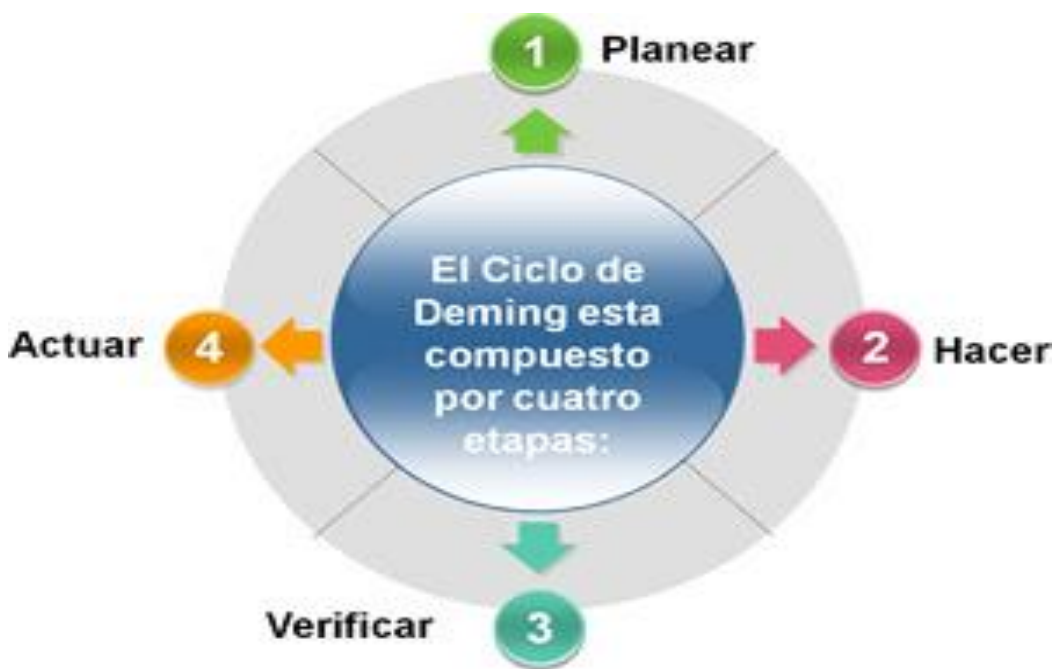 1 Planear
El Ciclo de
Deming esta
compuesto
por cuatro
etapas:
2 Hacer
Verificar 3
Actuar 4